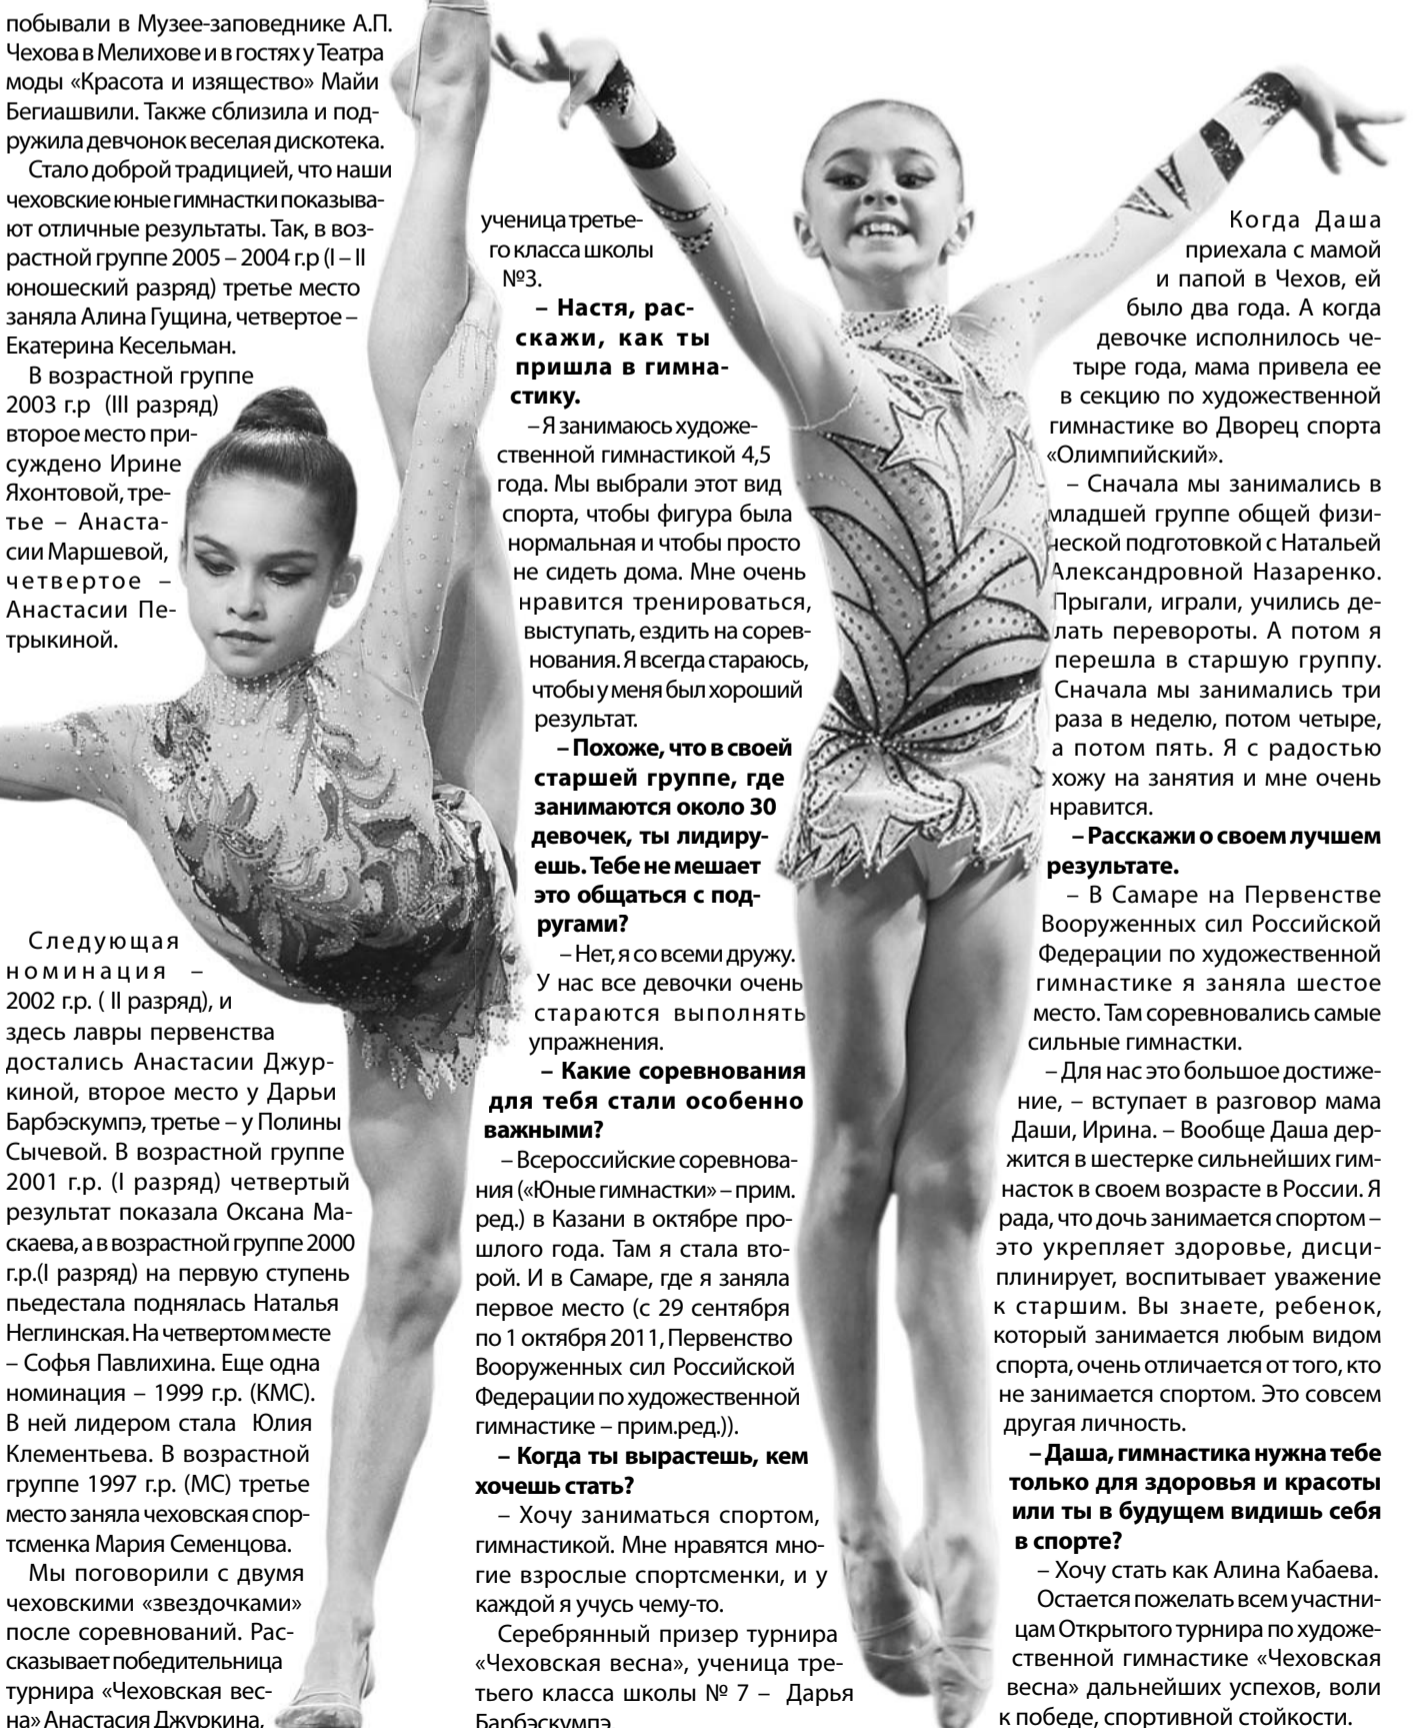 побывали в Музее-заповеднике А.П.
Чехова в Мелихове и в гостях у Театра
моды «Красота и изящество» Майи
Бегиашвили. Также сблизила и под-
ружила девчонок веселая дискотека.
Стало доброй традицией, что наши
чеховские юные гимнастки показыва-
ют отличные результаты. Так, в воз-
растной группе 2005 – 2004 г.р (I – II
юношеский разряд) третье место
заняла Алина Гущина, четвертое –
Екатерина Кесельман.
В возрастной группе
2003 г.р (III разряд)
второе место при-
суждено Ирине
Яхонтовой, тре-
тье – Анаста-
сии Маршевой,
четвертое –
Анастасии Пе-
трыкиной.
Следующая
номинация –
2002 г.р. ( II разряд), и
здесь лавры первенства
достались Анастасии Джур-
киной, второе место у Дарьи
Барбэскумпэ, третье – у Полины
Сычевой. В возрастной группе
2001 г.р. (I разряд) четвертый
результат показала Оксана Ма-
скаева, а в возрастной группе 2000
г.р.(I разряд) на первую ступень
пьедестала поднялась Наталья
Неглинская. На четвертом месте
– Софья Павлихина. Еще одна
номинация – 1999 г.р. (КМС).
В ней лидером стала Юлия
Клементьева. В возрастной
группе 1997 г.р. (МС) третье
место заняла чеховская спор-
тсменка Мария Семенцова.
Мы поговорили с двумя
чеховскими «звездочками»
после соревнований. Рас-
сказывает победительница
турнира «Чеховская вес-
на» Анастасия Джуркина,
ученица третье-
го класса школы
№3.
– Настя, рас-
скажи, как ты
пришла в гимна-
стику.
– Я занимаюсь художе-
ственной гимнастикой 4,5
года. Мы выбрали этот вид
спорта, чтобы фигура была
нормальная и чтобы просто
не сидеть дома. Мне очень
нравится тренироваться,
выступать, ездить на сорев-
нования. Я всегда стараюсь,
чтобы у меня был хороший
результат.
– Похоже, что в своей
старшей группе, где
занимаются около 30
девочек, ты лидиру-
ешь. Тебе не мешает
это общаться с под-
ругами?
– Нет, я со всеми дружу.
У нас все девочки очень
стараются выполнять
упражнения.
– Какие соревнования
для тебя стали особенно
важными?
– Всероссийские соревнова-
ния («Юные гимнастки» – прим.
ред.) в Казани в октябре про-
шлого года. Там я стала вто-
рой. И в Самаре, где я заняла
первое место (с 29 сентября
по 1 октября 2011, Первенство
Вооруженных сил Российской
Федерации по художественной
гимнастике – прим.ред.)).
– Когда ты вырастешь, кем
хочешь стать?
– Хочу заниматься спортом,
гимнастикой. Мне нравятся мно-
гие взрослые спортсменки, и у
каждой я учусь чему-то.
Серебрянный призер турнира
«Чеховская весна», ученица тре-
тьего класса школы № 7 – Дарья
Барбэскумпэ.
Когда Даша
приехала с мамой
и папой в Чехов, ей
было два года. А когда
девочке исполнилось че-
тыре года, мама привела ее
в секцию по художественной
гимнастике во Дворец спорта
«Олимпийский».
– Сначала мы занимались в
младшей группе общей физи-
ческой подготовкой с Натальей
Александровной Назаренко.
Прыгали, играли, учились де-
лать перевороты. А потом я
перешла в старшую группу.
Сначала мы занимались три
раза в неделю, потом четыре,
а потом пять. Я с радостью
хожу на занятия и мне очень
нравится.
– Расскажи о своем лучшем
результате.
– В Самаре на Первенстве
Вооруженных сил Российской
Федерации по художественной
гимнастике я заняла шестое
место. Там соревновались самые
сильные гимнастки.
– Для нас это большое достиже-
ние, – вступает в разговор мама
Даши, Ирина. – Вообще Даша дер-
жится в шестерке сильнейших гим-
насток в своем возрасте в России. Я
рада, что дочь занимается спортом –
это укрепляет здоровье, дисци-
плинирует, воспитывает уважение
к старшим. Вы знаете, ребенок,
который занимается любым видом
спорта, очень отличается от того, кто
не занимается спортом. Это совсем
другая личность.
– Даша, гимнастика нужна тебе
только для здоровья и красоты
или ты в будущем видишь себя
в спорте?
– Хочу стать как Алина Кабаева.
Остается пожелать всем участни-
цам Открытого турнира по художе-
ственной гимнастике «Чеховская
весна» дальнейших успехов, воли
к победе, спортивной стойкости.